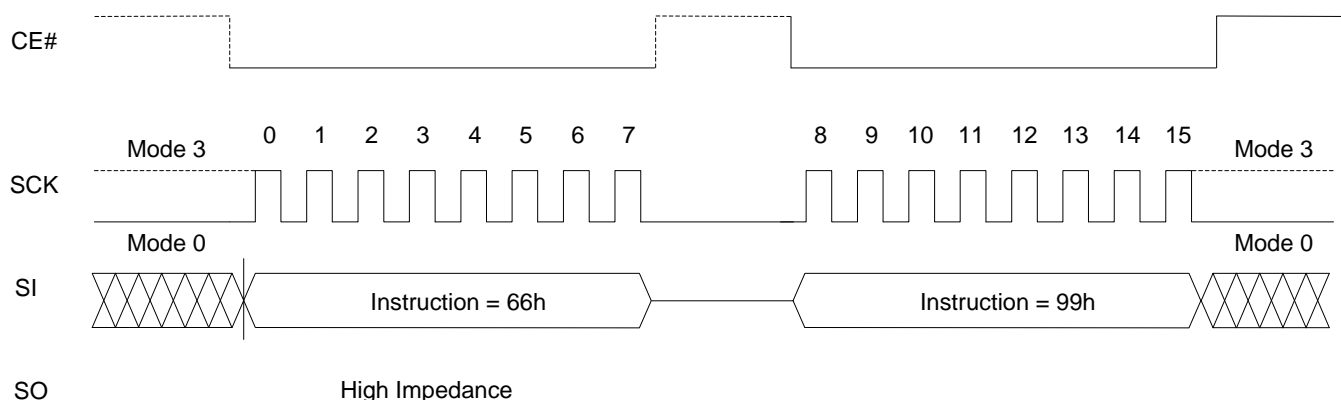 CE#
0 1 2 3 4 5 6 7 8 9 10 11 12 13 14 15
Mode 3 Mode 3
SCK
Mode 0 Mode 0
SI Instruction = 66h Instruction = 99h
SO High Impedance